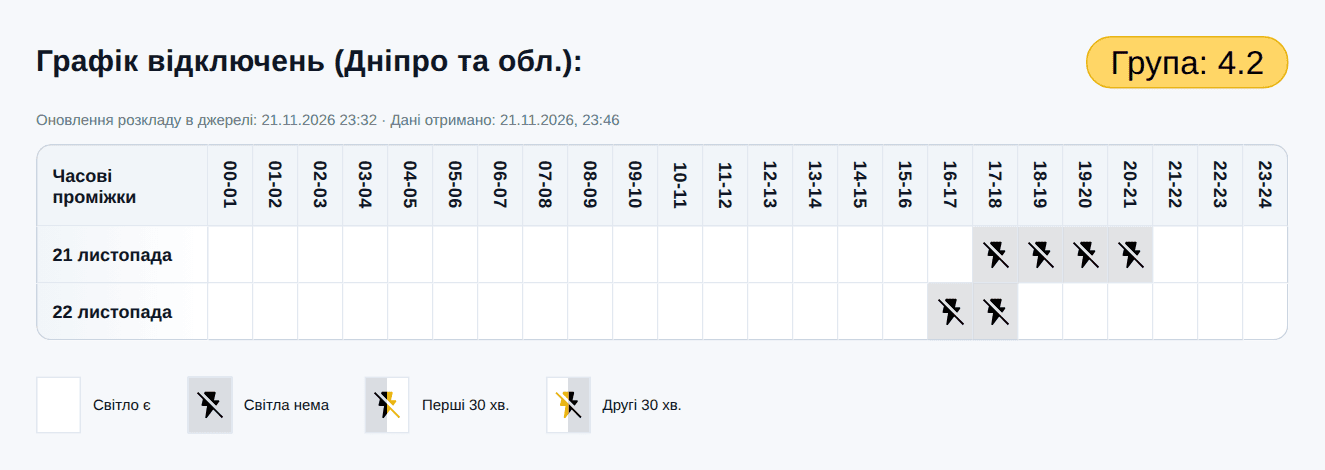 Графік відключень (Дніпро та обл.):
Група: 4.2
Оновлення розкладу в джерелі: 21.11.2026 23:32 · Дані отримано: 21.11.2026, 23:46
Часові
проміжки
00-01
01-02
02-03
03-04
04-05
05-06
06-07
07-08
08-09
09-10
10-11
11-12
12-13
13-14
14-15
15-16
16-17
17-18
18-19
19-20
20-21
21-22
22-23
23-24
21 листопада
22 листопада
Світло є
Світла нема
Перші 30 хв.
Другі 30 хв.